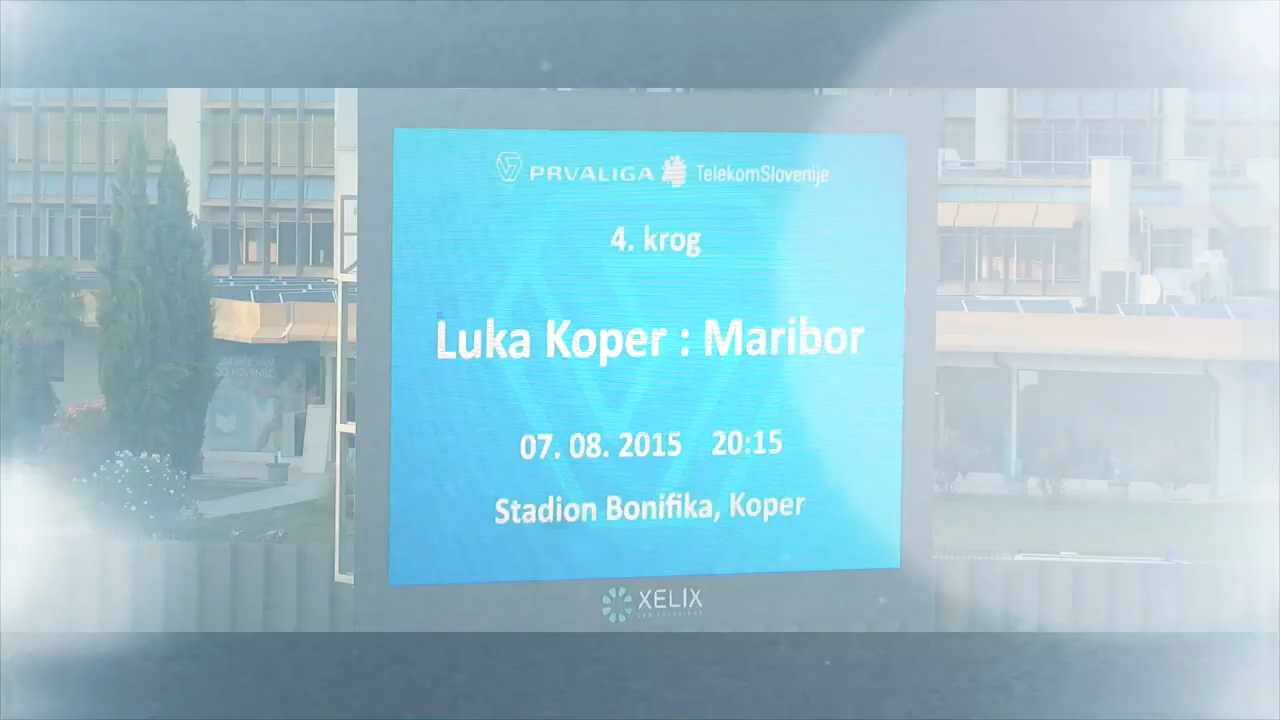 PRVALIGA TelekomSlovenije
4. krog
Luka Koper : Maribor
07. 08. 2015 20:15
Stadion Bonifika, Koper
XELIX